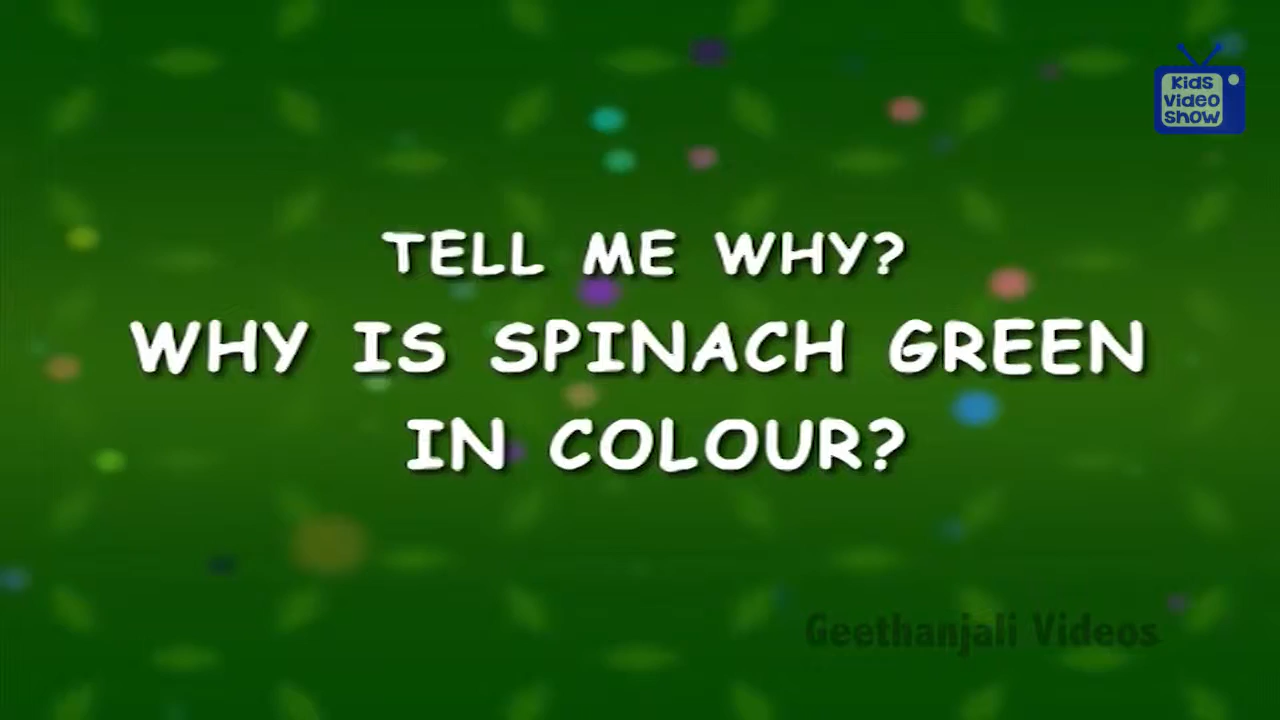 Kids
Video
Show
TELL ME WHY?
WHY IS SPINACH GREEN
IN COLOUR?
Geethanjali Videos